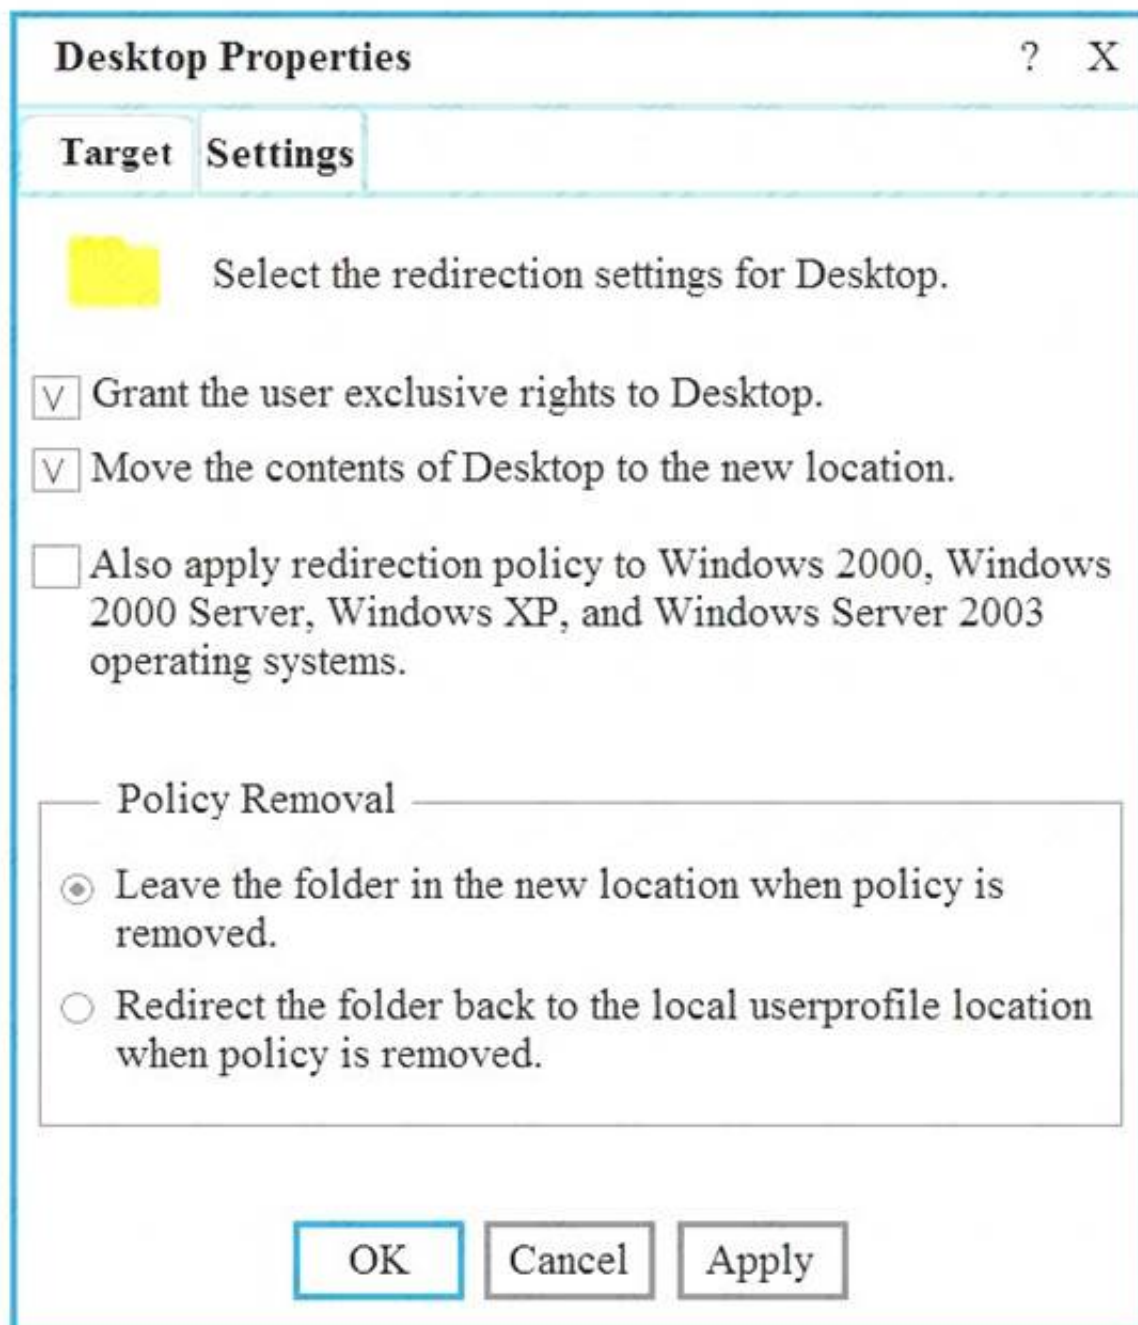 Desktop Properties ? X
Target Settings
Select the redirection settings for Desktop.
V Grant the user exclusive rights to Desktop.
V Move the contents of Desktop to the new location.
Also apply redirection policy to Windows 2000, Windows
2000 Server, Windows XP, and Windows Server 2003
operating systems.
Policy Removal
Leave the folder in the new location when policy is
removed.
Redirect the folder back to the local userprofile location
when policy is removed.
OK Cancel Apply